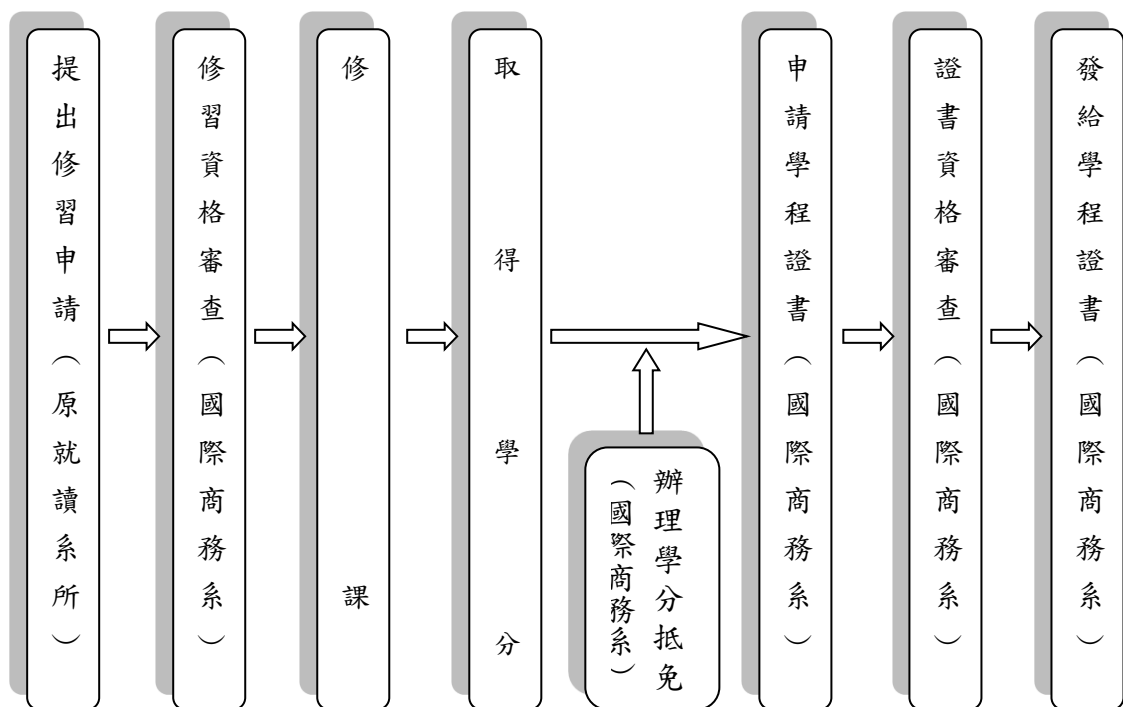 提出修習申請（原就讀系所）
修習資格審查（國際商務系）
修課
取得學分
辦理學分抵免
（國際商務系）
申請學程證書（國際商務系）
證書資格審查（國際商務系）
發給學程證書（國際商務系）